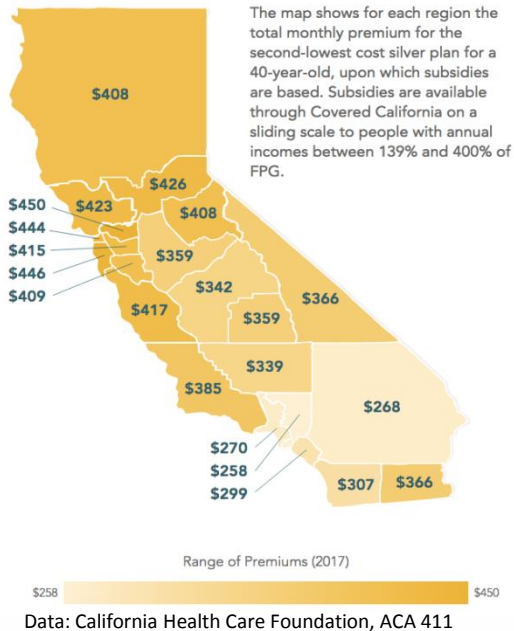 The map shows for each region the
total monthly premium for the
second-lowest cost silver plan for a
40-year-old, upon which subsidies
are based. Subsidies are available
through Covered California on a
sliding scale to people with annual
incomes between 139% and 400% of
FPG.
$408
$426
$423
$408
$450
$444
$415
$446
$409
$359
$342
$366
$417
$359
$339
$385
$268
$270
$258
$299
$307
$366
Range of Premiums (2017)
$258
$450
Data: California Health Care Foundation, ACA 411